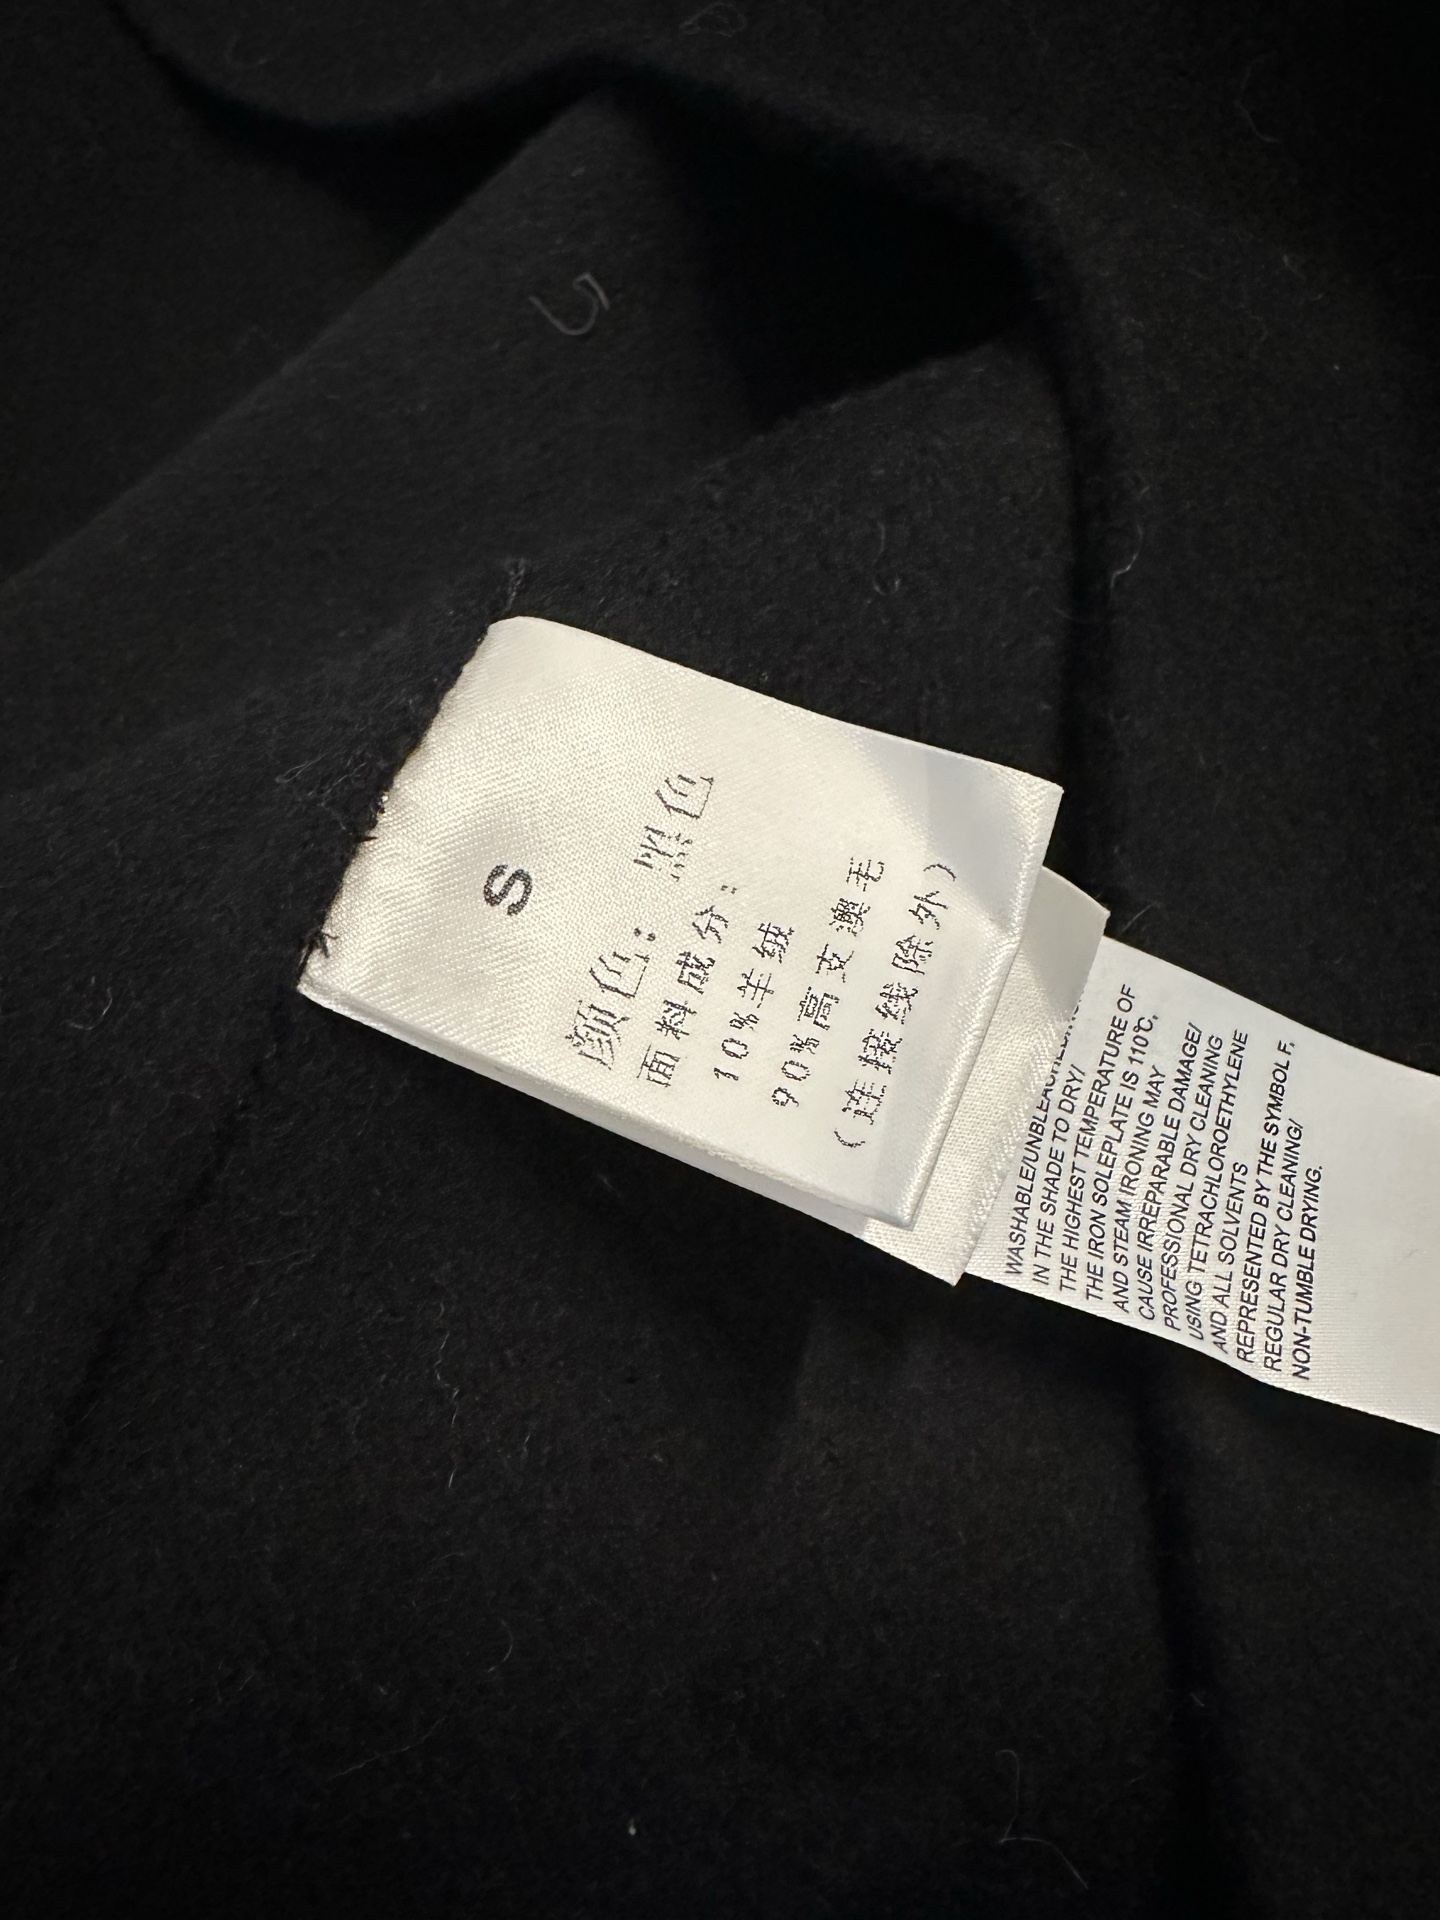 S
颜色：黑色
面料成分：
10%羊绒
90%高支澳毛
（连接线除外）
WASHABLE/UNBLEACHED/
IN THE SHADE TO DRY/
THE HIGHEST TEMPERATURE OF
THE IRON SOLEPLATE IS 110℃,
AND STEAM IRONING MAY
CAUSE IRREPARABLE DAMAGE/
PROFESSIONAL DRY CLEANING
USING TETRACHLOROETHYLENE
AND ALL SOLVENTS
REPRESENTED BY THE SYMBOL F,
REGULAR DRY CLEANING/
NON-TUMBLE DRYING.